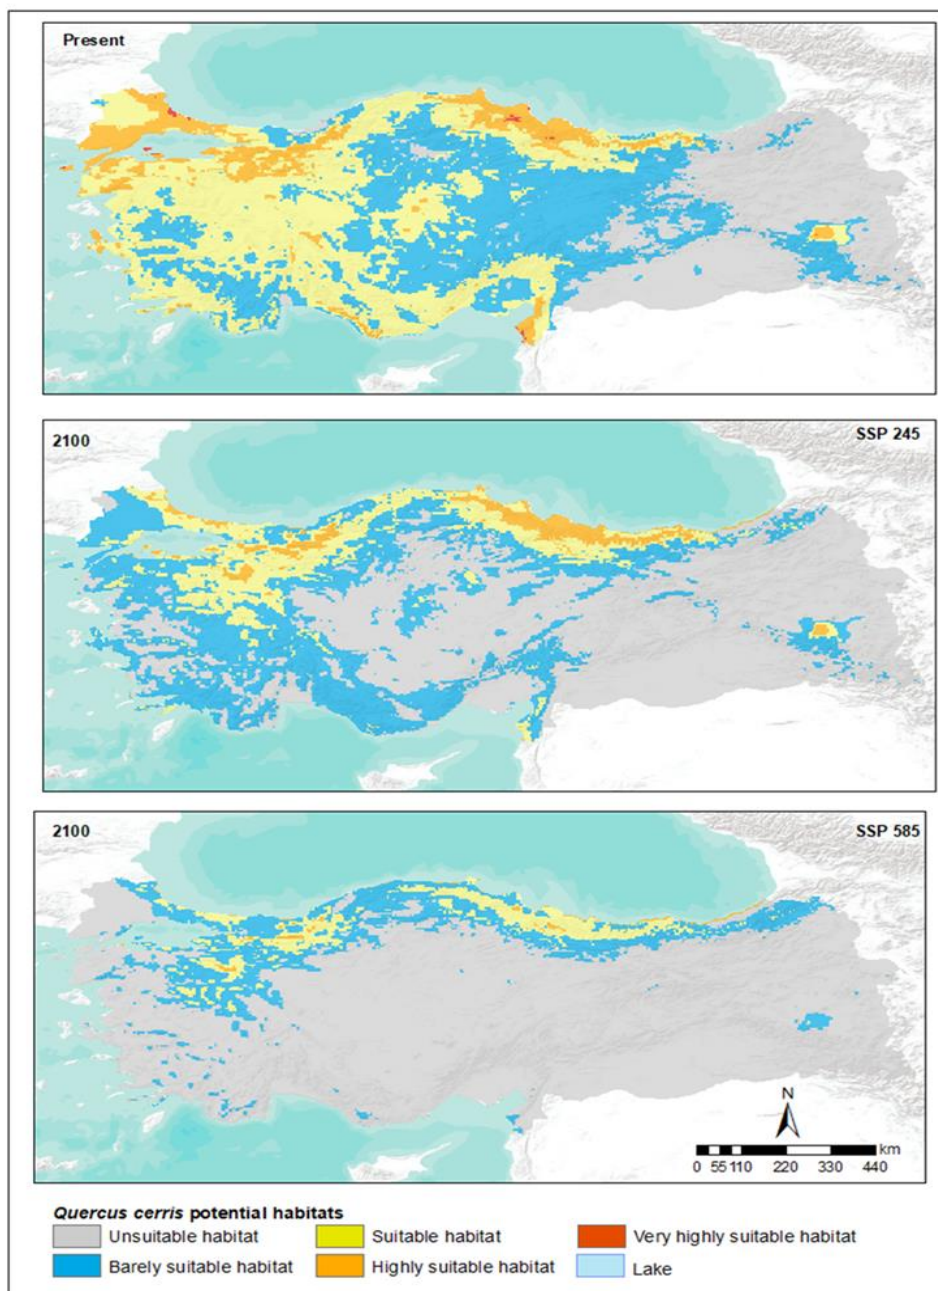 Present
2100
SSP 245
2100
SSP 585
N
km
0 55 110 220 330 440
Quercus cerris potential habitats
Unsuitable habitat
Suitable habitat
Very highly suitable habitat
Barely suitable habitat
Highly suitable habitat
Lake